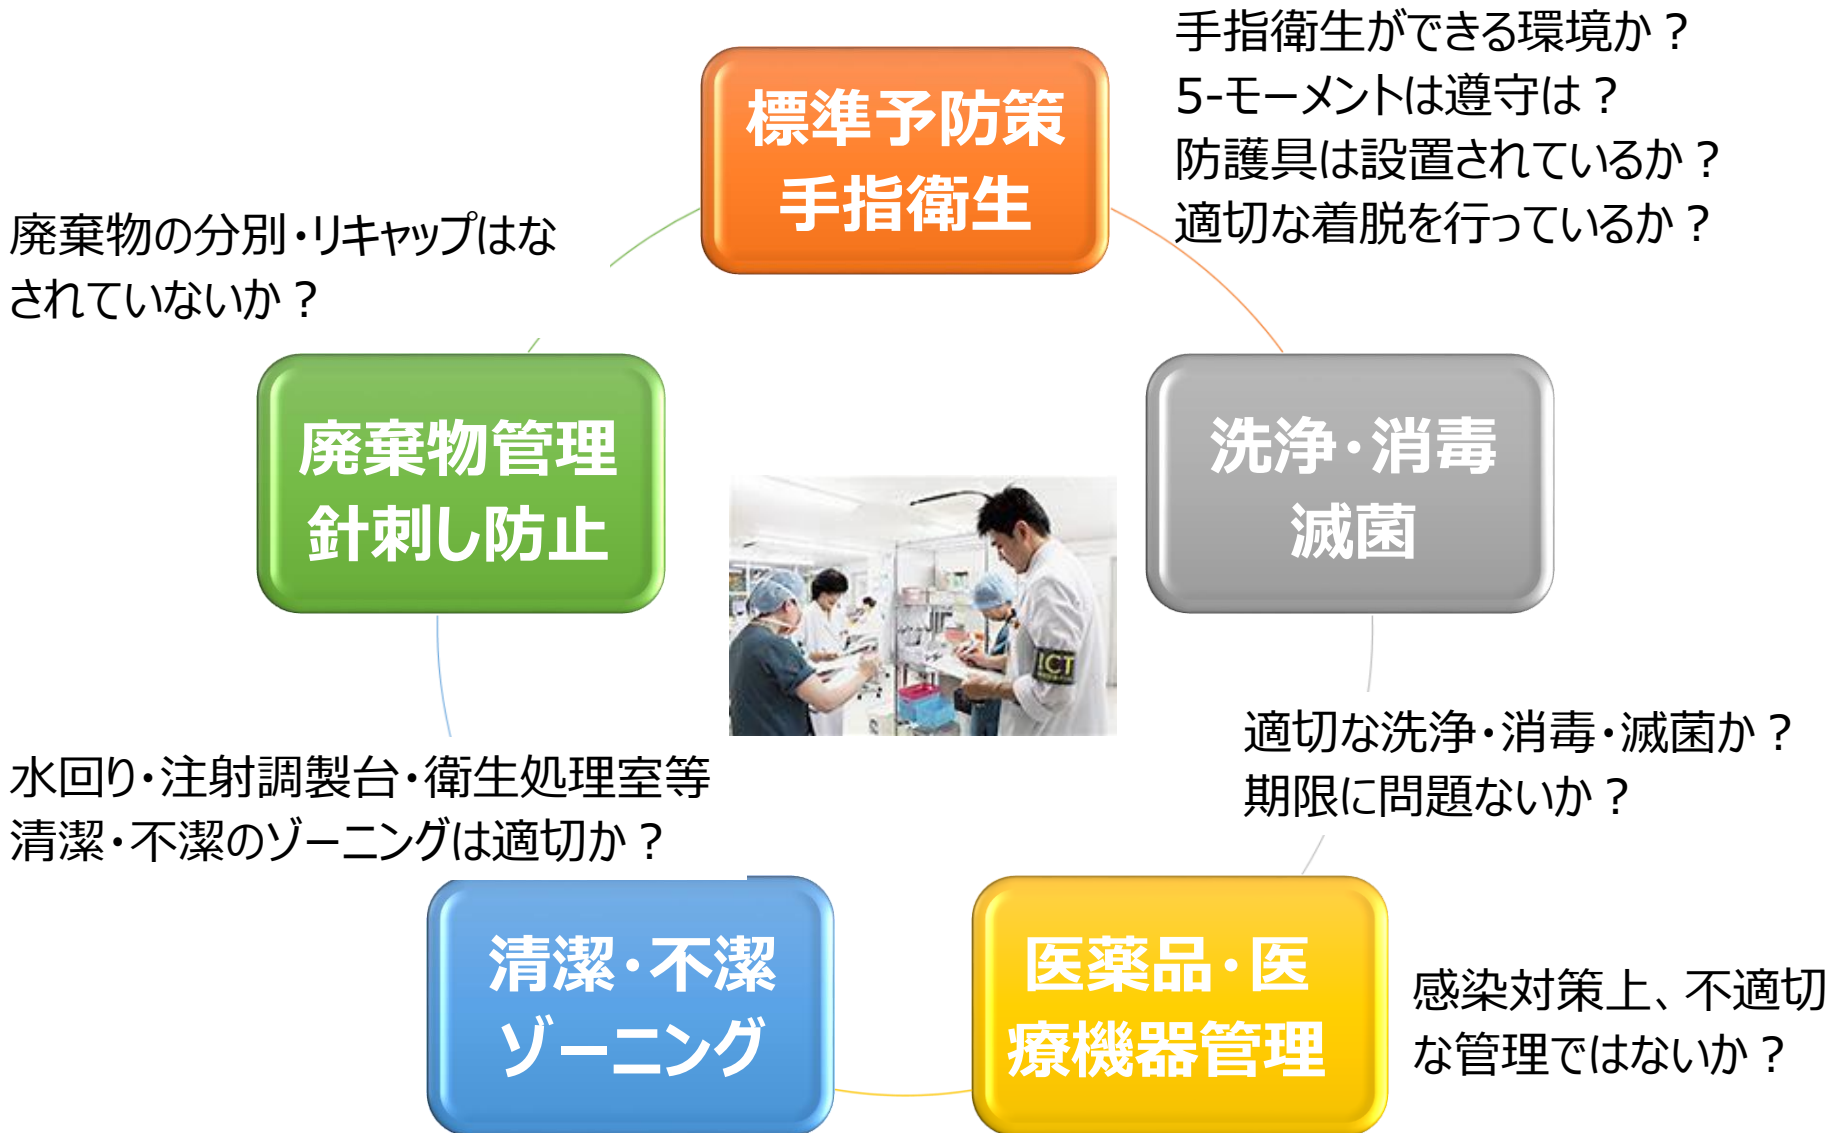 標準予防策
手指衛生
手指衛生ができる環境か？
5-モーメントは遵守は？
防護具は設置されているか？
適切な着脱を行っているか？
洗浄・消毒
滅菌
適切な洗浄・消毒・滅菌か？
期限に問題ないか？
医薬品・医
療機器管理
感染対策上、不適切
な管理ではないか？
清潔・不潔
ゾーニング
水回り・注射調製台・衛生処理室等
清潔・不潔のゾーニングは適切か？
廃棄物管理
針刺し防止
廃棄物の分別・リキャップはな
されていないか？
ICT